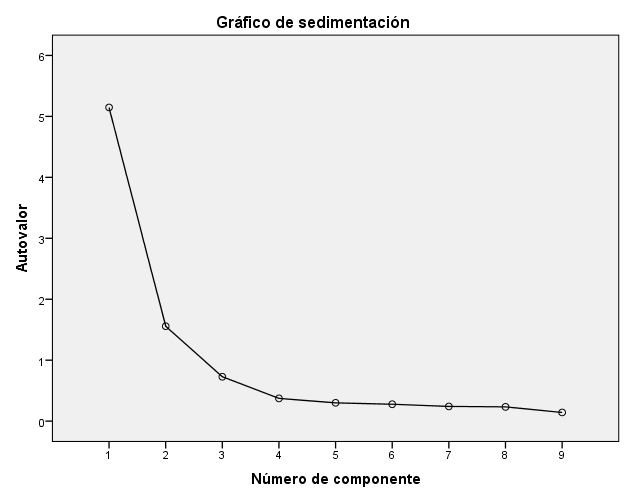 Gráfico de sedimentación
6
5
4
3
2
1
0
Autovalor
1 2 3 4 5 6 7 8 9
Número de componente